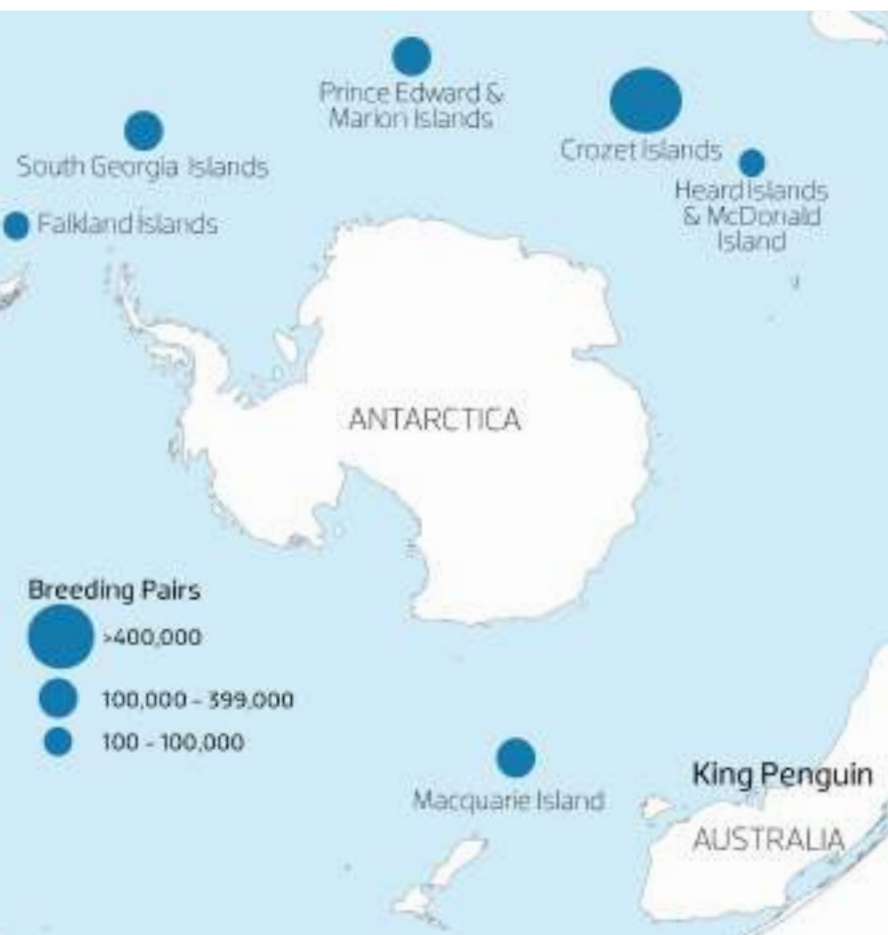 Prince Edward &
Marion Islands
South Georgia Islands
Crozet Islands
Heard Islands
& McDonald
Island
Falkland Islands
ANTARCTICA
Breeding Pairs
>400,000
100,000 - 399,000
100 - 100,000
Macquarie Island
King Penguin
AUSTRALIA